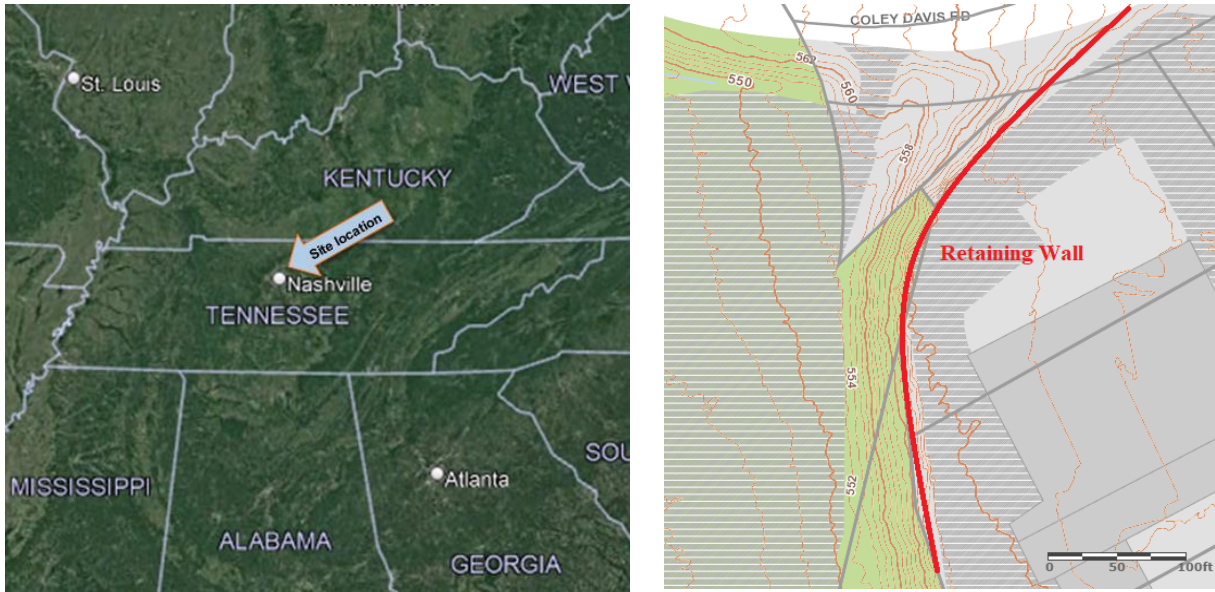 St. Louis
WEST V
KENTUCKY
Site location
Nashville
TENNESSEE
Atlanta
SOU
MISSISSIPPI
ALABAMA
GEORGIA
COLEY DAVIS RD
562
550
560
558
Retaining Wall
554
552
0 50 100ft